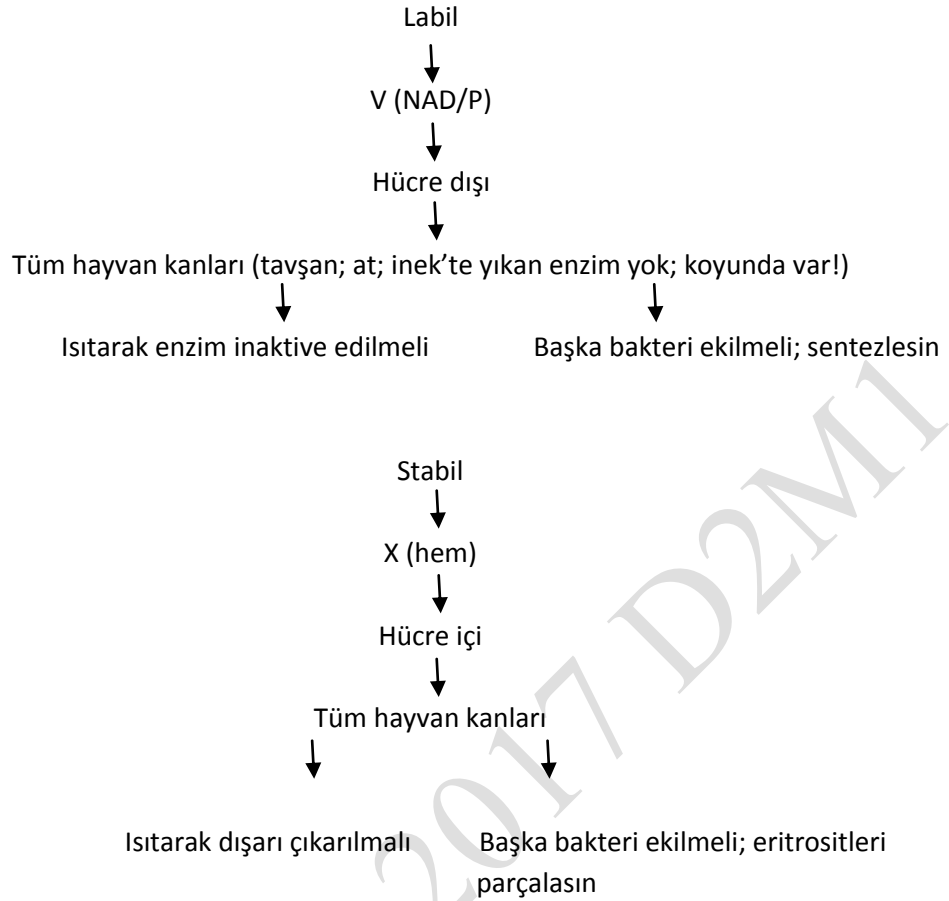 Labil
V (NAD/P)
Hücre dışı
Tüm hayvan kanları (tavşan; at; inek’te yıkan enzim yok; koyunda var!)
Isıtarak enzim inaktive edilmeli
Başka bakteri ekilmeli; sentezlesin
Stabil
X (hem)
Hücre içi
Tüm hayvan kanları
Isıtarak dışarı çıkarılmalı
Başka bakteri ekilmeli; eritrositleri
parçalasın
2017 D2M1